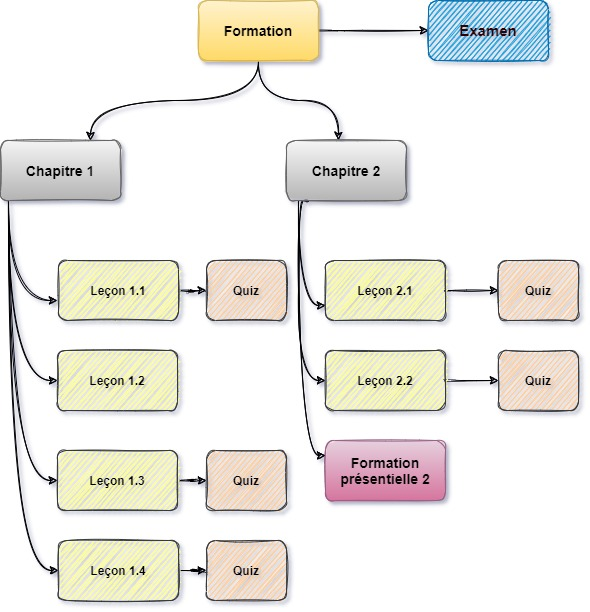 Formation
Examen
Chapitre 1
Chapitre 2
Leçon 1.1
Quiz
Leçon 2.1
Quiz
Leçon 1.2
Leçon 2.2
Quiz
Leçon 1.3
Quiz
Formation
présentielle 2
Leçon 1.4
Quiz